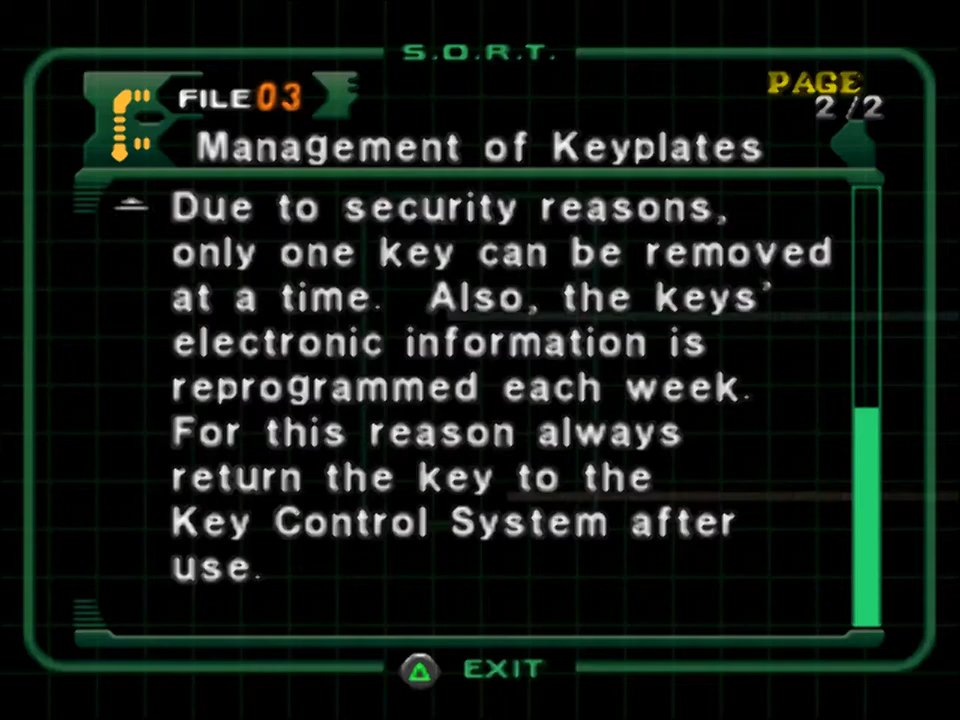 S.O.R.T.
FILE 03
PAGE
2/2
Management of Keyplates
Due to security reasons,
only one key can be removed
at a time. Also, the keys'
electronic information is
reprogrammed each week.
For this reason always
return the key to the
Key Control System after
use.
EXIT